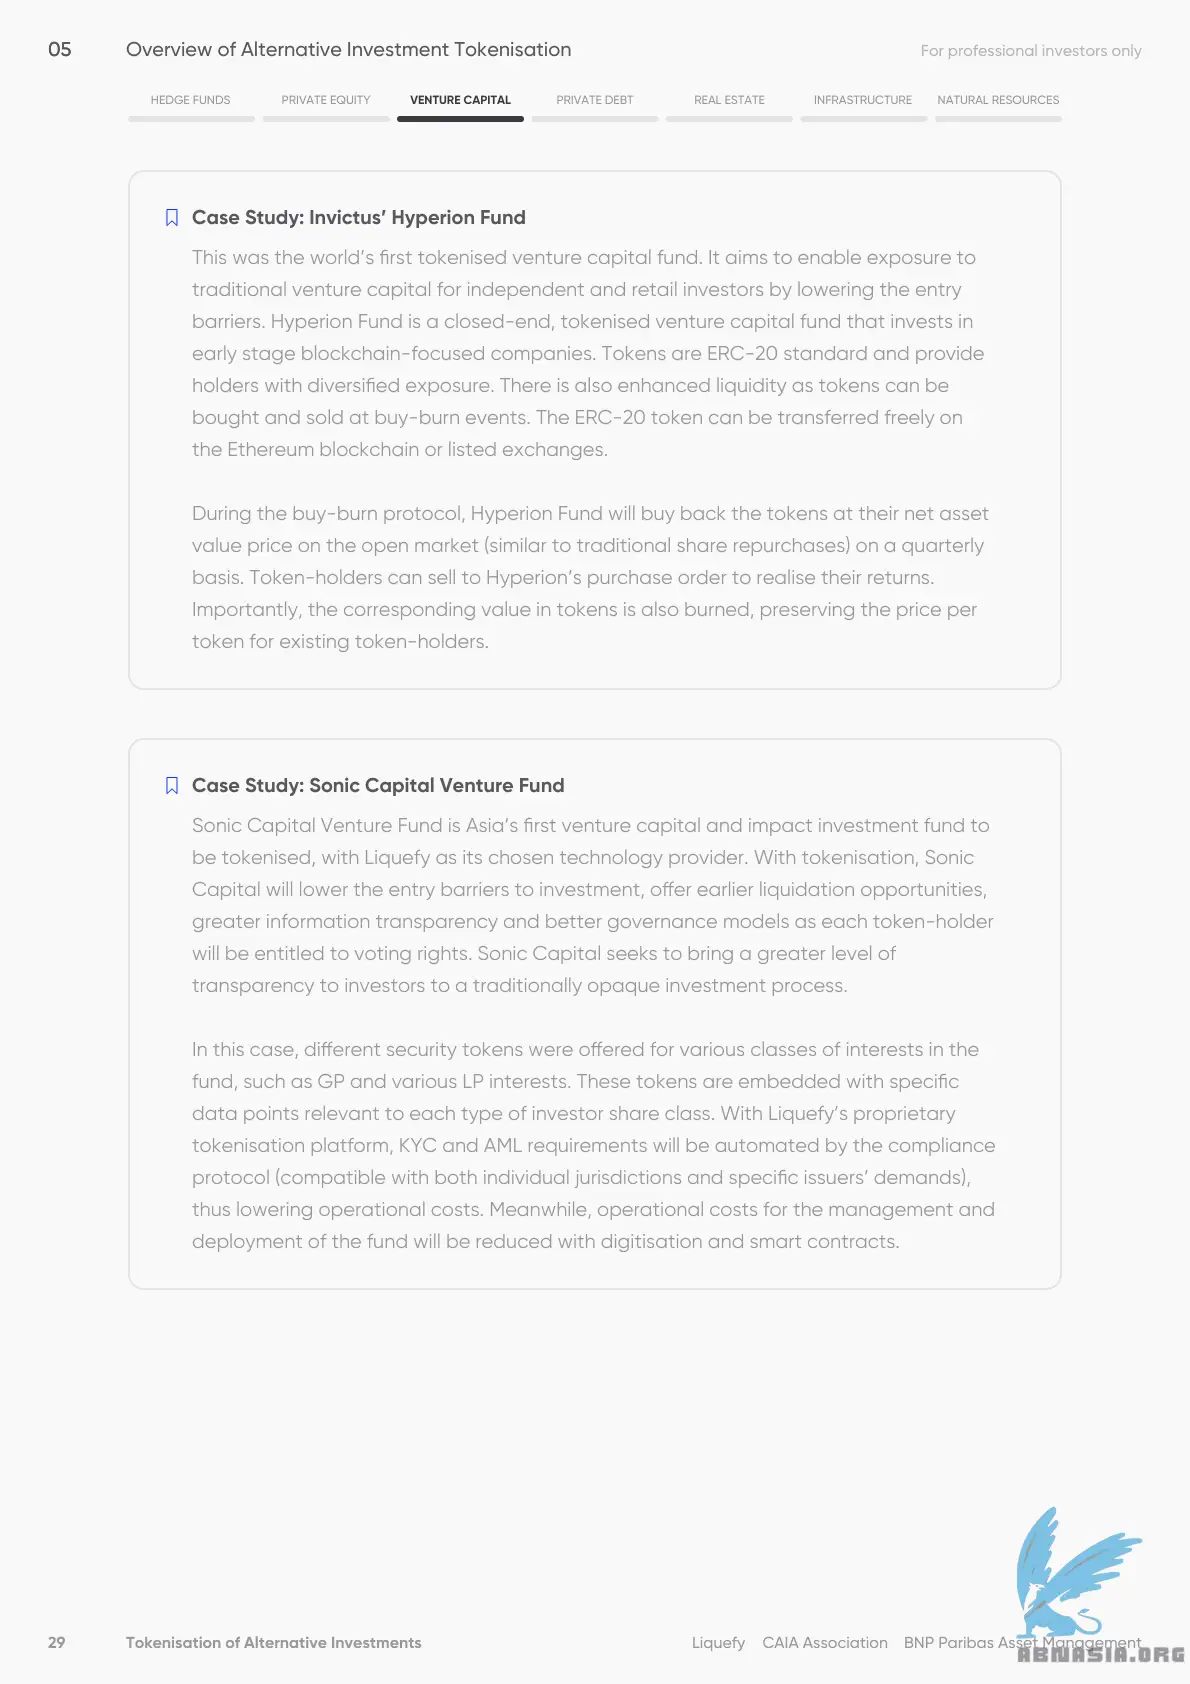 05 Overview of Alternative Investment Tokenisation For professional investors only
HEDGE FUNDS PRIVATE EQUITY VENTURE CAPITAL PRIVATE DEBT REAL ESTATE INFRASTRUCTURE NATURAL RESOURCES
Case Study: Invictus’ Hyperion Fund
This was the world’s first tokenised venture capital fund. It aims to enable exposure to
traditional venture capital for independent and retail investors by lowering the entry
barriers. Hyperion Fund is a closed-end, tokenised venture capital fund that invests in
early stage blockchain-focused companies. Tokens are ERC-20 standard and provide
holders with diversified exposure. There is also enhanced liquidity as tokens can be
bought and sold at buy-burn events. The ERC-20 token can be transferred freely on
the Ethereum blockchain or listed exchanges.
During the buy-burn protocol, Hyperion Fund will buy back the tokens at their net asset
value price on the open market (similar to traditional share repurchases) on a quarterly
basis. Token-holders can sell to Hyperion’s purchase order to realise their returns.
Importantly, the corresponding value in tokens is also burned, preserving the price per
token for existing token-holders.
Case Study: Sonic Capital Venture Fund
Sonic Capital Venture Fund is Asia’s first venture capital and impact investment fund to
be tokenised, with Liquefy as its chosen technology provider. With tokenisation, Sonic
Capital will lower the entry barriers to investment, offer earlier liquidation opportunities,
greater information transparency and better governance models as each token-holder
will be entitled to voting rights. Sonic Capital seeks to bring a greater level of
transparency to investors to a traditionally opaque investment process.
In this case, different security tokens were offered for various classes of interests in the
fund, such as GP and various LP interests. These tokens are embedded with specific
data points relevant to each type of investor share class. With Liquefy’s proprietary
tokenisation platform, KYC and AML requirements will be automated by the compliance
protocol (compatible with both individual jurisdictions and specific issuers’ demands),
thus lowering operational costs. Meanwhile, operational costs for the management and
deployment of the fund will be reduced with digitisation and smart contracts.
29 Tokenisation of Alternative Investments Liquefy CAIA Association BNP Paribas Asset Management
ABNASIA.ORG